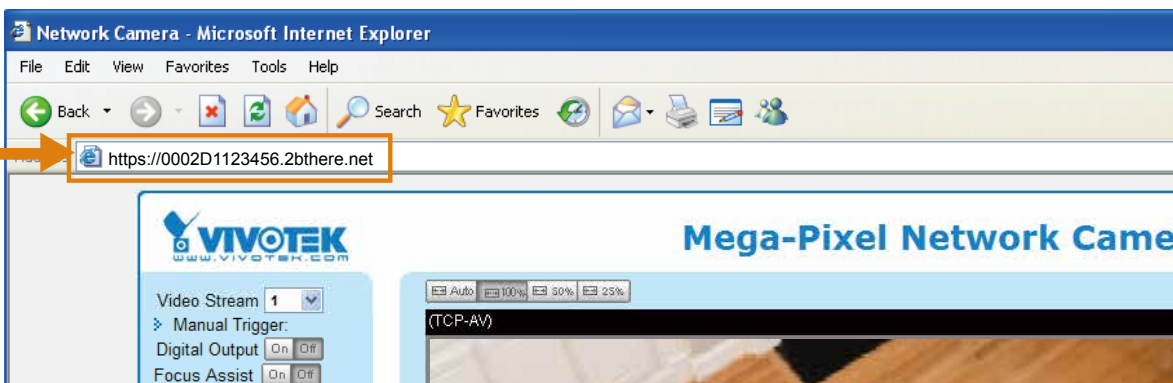 Network Camera - Microsoft Internet Explorer
File Edit View Favorites Tools Help
Back Search Favorites
https://0002D1123456.2bthere.net
VIVOTEK
www.vivotek.com
Mega-Pixel Network Came
Auto 100% 50% 25%
(TCP-AV)
Video Stream 1
Manual Trigger:
Digital Output On Off
Focus Assist On Off